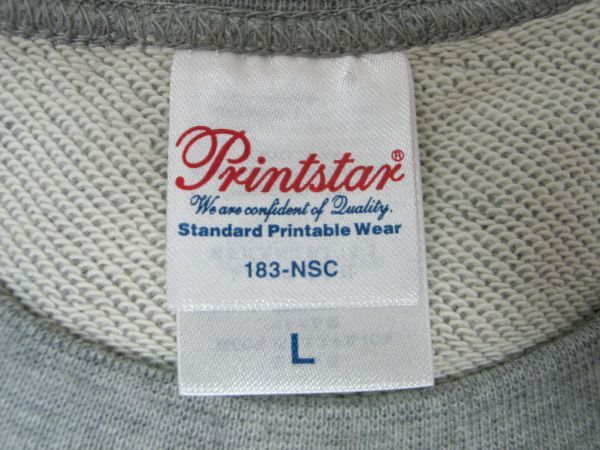 Printstar®
We are confident of Quality.
Standard Printable Wear
183-NSC
L